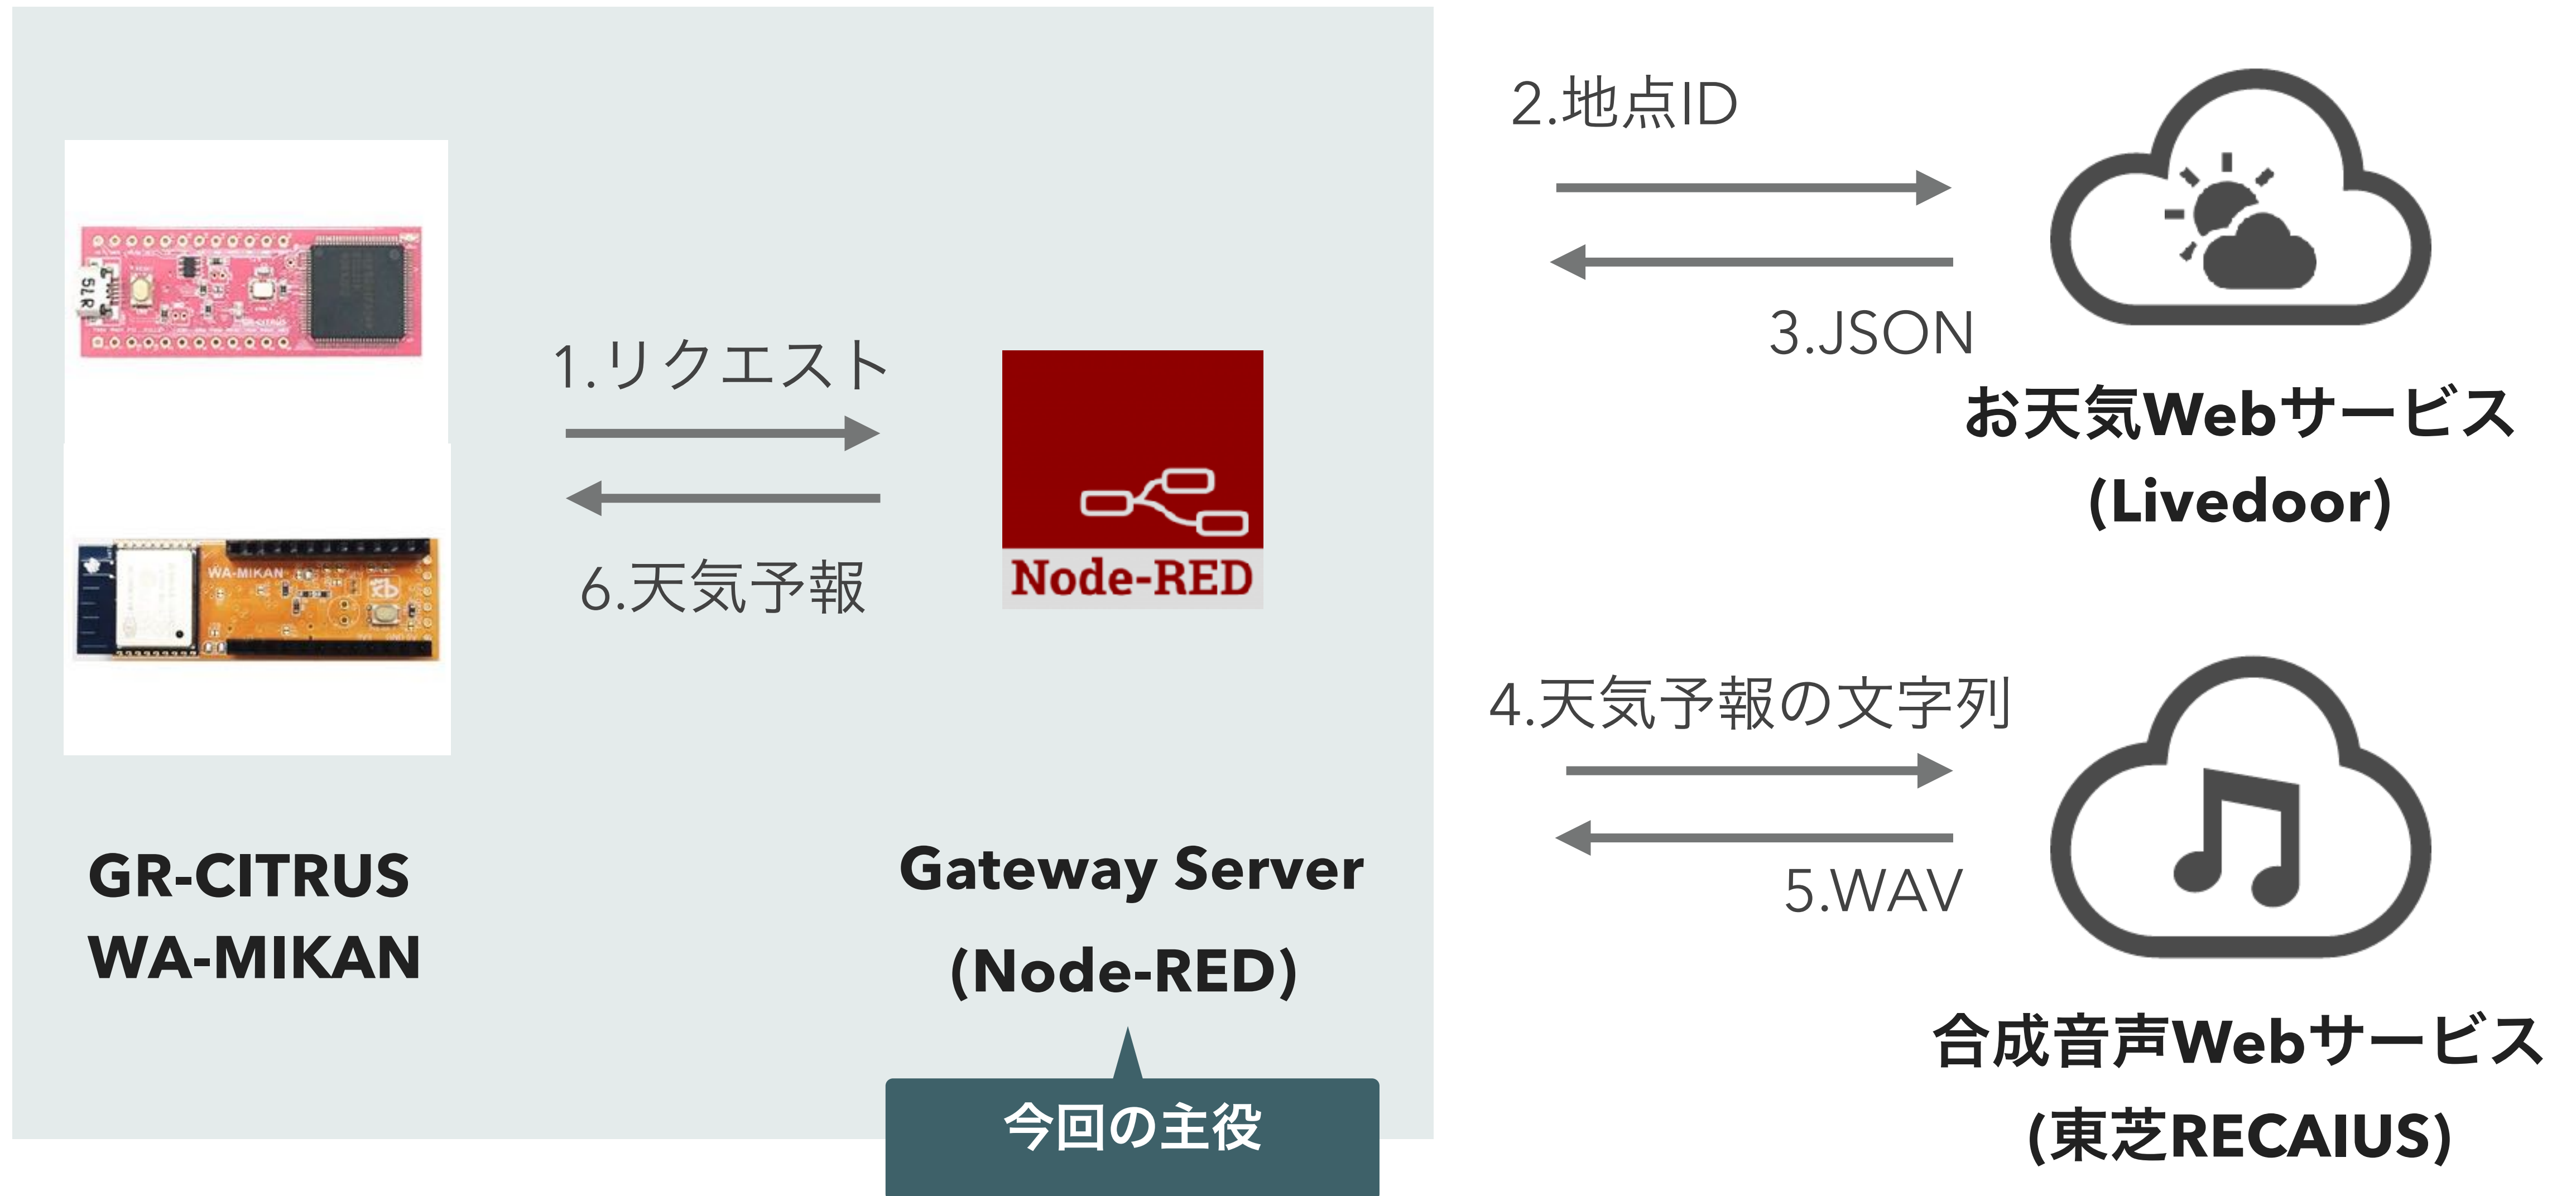 2.地点ID
3.JSON
お天気Webサービス
(Livedoor)
1.リクエスト
6.天気予報
Node-RED
WA-MIKAN
4.天気予報の文字列
5.WAV
GR-CITRUS
WA-MIKAN
Gateway Server
(Node-RED)
今回の主役
合成音声Webサービス
(東芝RECAIUS)